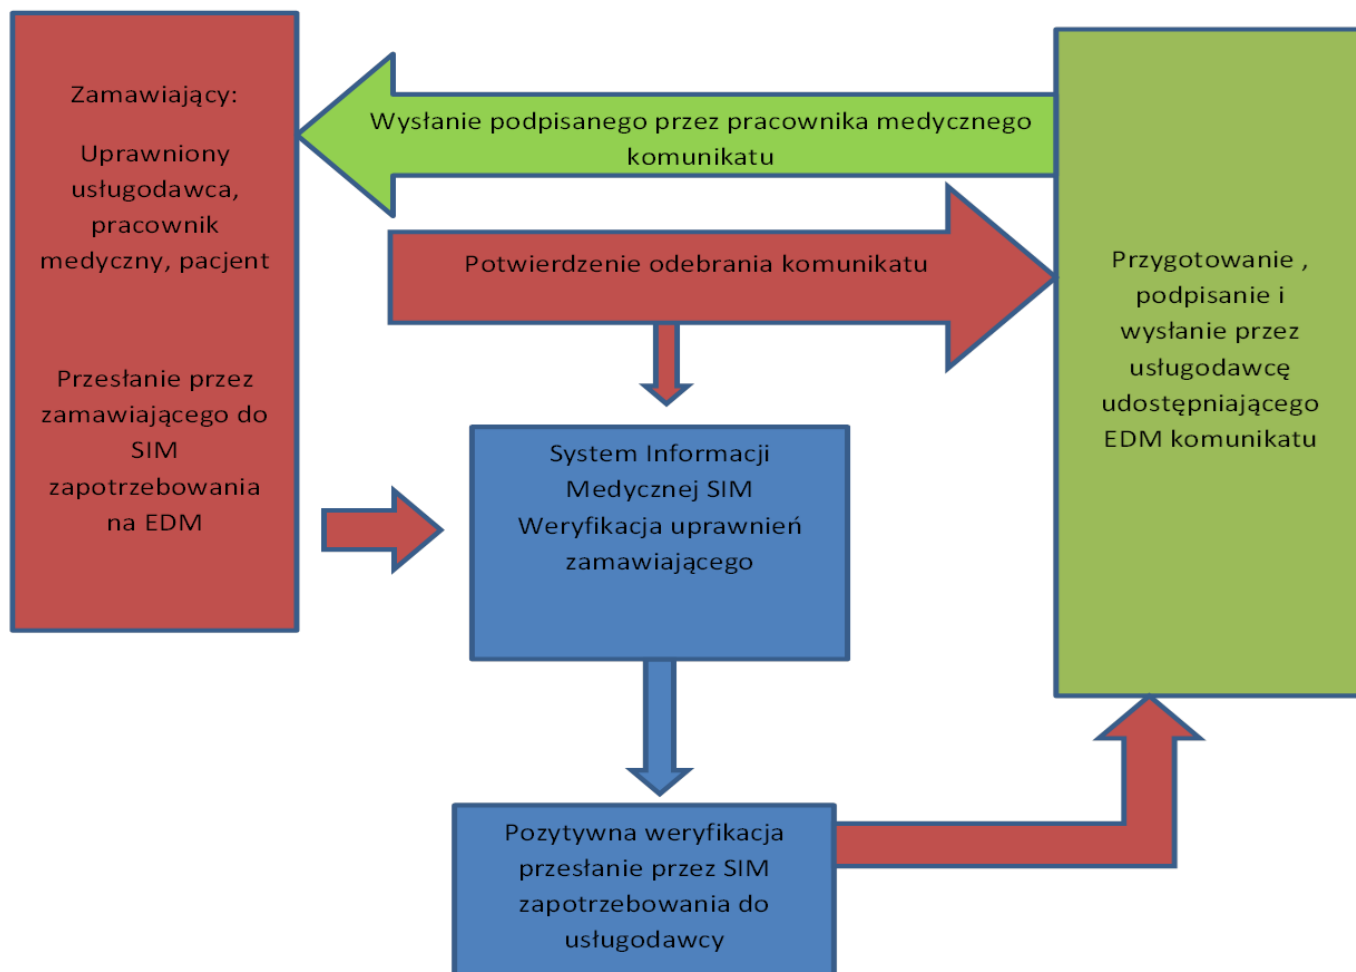 Zamawiający:
Uprawniony
usługodawca,
pracownik
medyczny, pacjent
Przesłanie przez
zamawiającego do
SIM
zapotrzebowania
na EDM
Wysłanie podpisanego przez pracownika medycznego
komunikatu
Potwierdzenie odebrania komunikatu
System Informacji
Medycznej SIM
Weryfikacja uprawnień
zamawiającego
Pozytywna weryfikacja
przesłanie przez SIM
zapotrzebowania do
usługodawcy
Przygotowanie ,
podpisanie i
wysłanie przez
usługodawcę
udostępniającego
EDM komunikatu